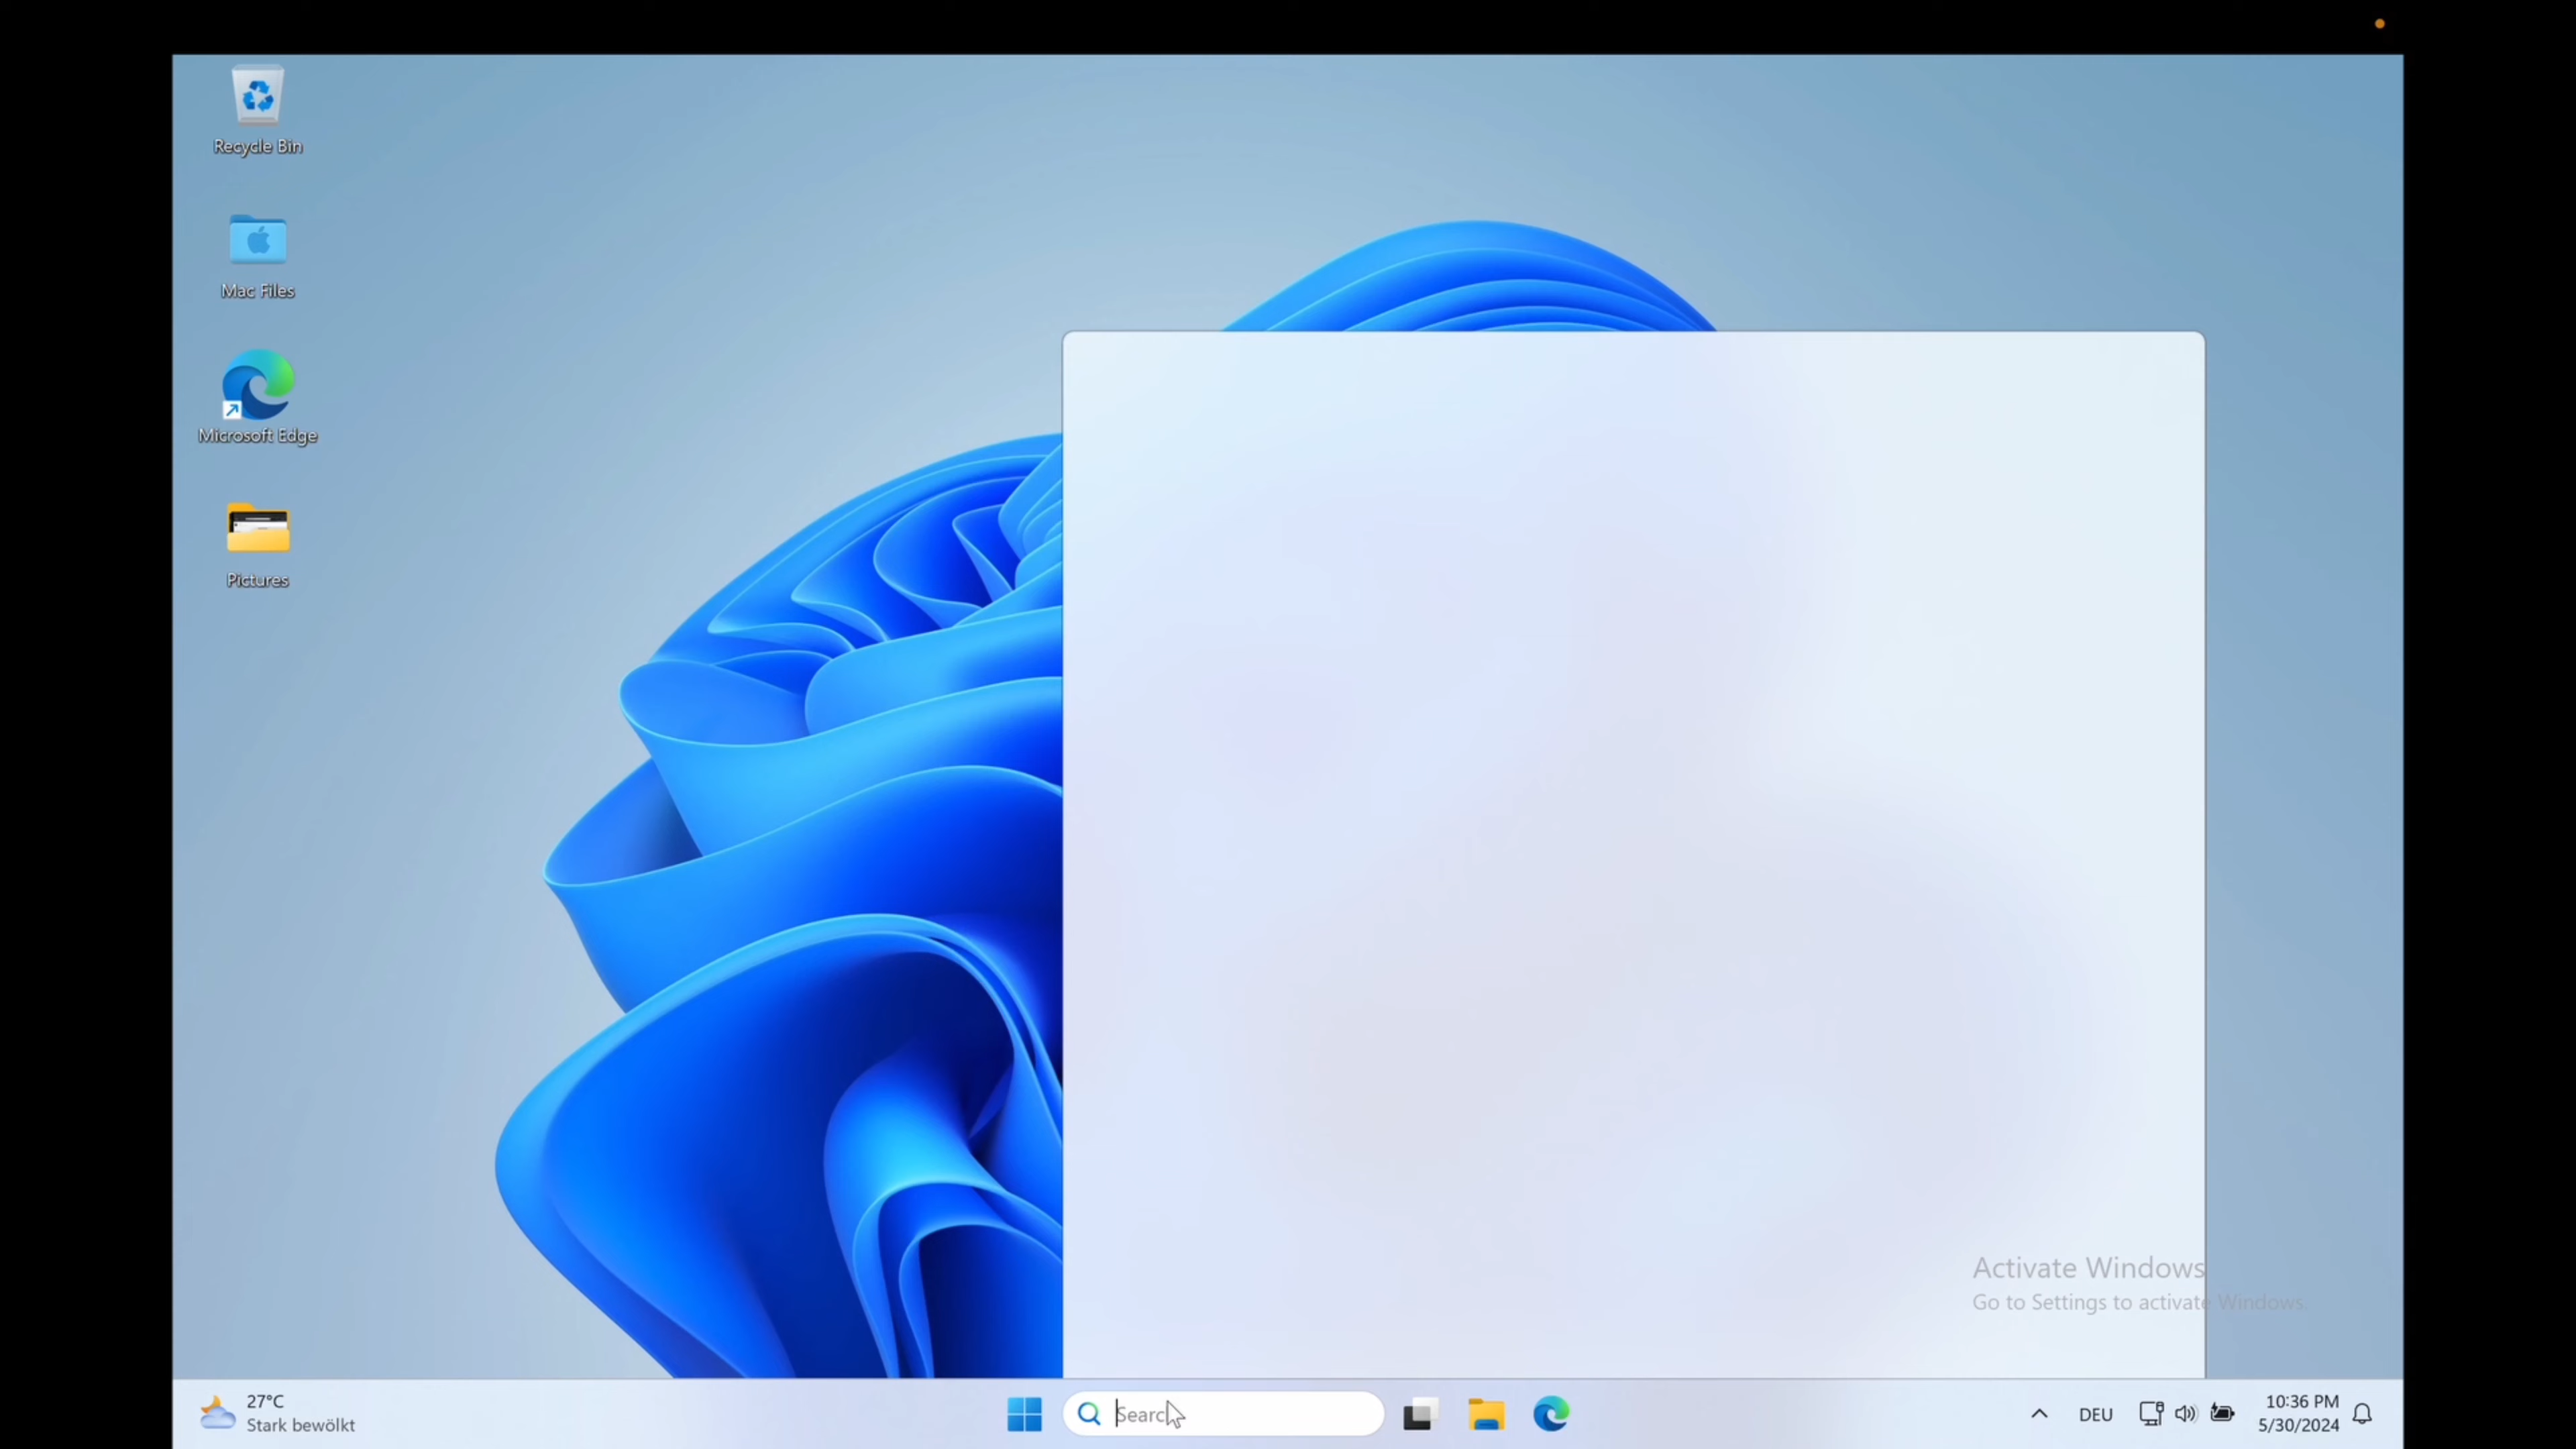 Recycle Bin
Mac Files
Microsoft Edge
Pictures
Activate Windows
Go to Settings to activate Windows.
27°C
Stark bewölkt
Search
DEU
10:36 PM
5/30/2024